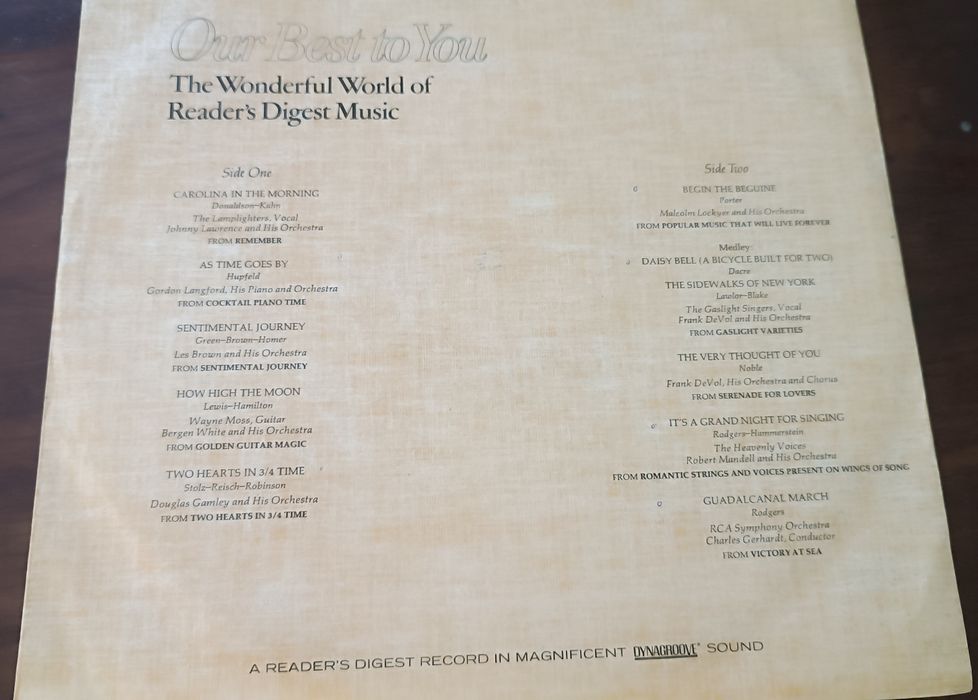 Our Best to You
The Wonderful World of
Reader's Digest Music
Side One
CAROLINA IN THE MORNING
Donaldson—Kahn
The Lamplighters, Vocal
Johnny Lawrence and His Orchestra
FROM REMEMBER
AS TIME GOES BY
Hupfeld
Gordon Langford, His Piano and Orchestra
FROM COCKTAIL PIANO TIME
SENTIMENTAL JOURNEY
Green—Brown—Homer
Les Brown and His Orchestra
FROM SENTIMENTAL JOURNEY
HOW HIGH THE MOON
Lewis—Hamilton
Wayne Moss, Guitar
Bergen White and His Orchestra
FROM GOLDEN GUITAR MAGIC
TWO HEARTS IN 3/4 TIME
Stolz—Reisch—Robinson
Douglas Gamley and His Orchestra
FROM TWO HEARTS IN 3/4 TIME
Side Two
BEGIN THE BEGUINE
Porter
Malcolm Lockyer and His Orchestra
FROM POPULAR MUSIC THAT WILL LIVE FOREVER
Medley:
DAISY BELL (A BICYCLE BUILT FOR TWO)
Dacre
THE SIDEWALKS OF NEW YORK
Lawlor—Blake
The Gaslight Singers, Vocal
Frank DeVol and His Orchestra
FROM GASLIGHT VARIETIES
THE VERY THOUGHT OF YOU
Noble
Frank DeVol, His Orchestra and Chorus
FROM SERENADE FOR LOVERS
IT'S A GRAND NIGHT FOR SINGING
Rodgers—Hammerstein
The Heavenly Voices
Robert Mandell and His Orchestra
FROM ROMANTIC STRINGS AND VOICES PRESENT ON WINGS OF SONG
GUADALCANAL MARCH
Rodgers
RCA Symphony Orchestra
Charles Gerhardt, Conductor
FROM VICTORY AT SEA
A READER'S DIGEST RECORD IN MAGNIFICENT DYNAGROOVE SOUND